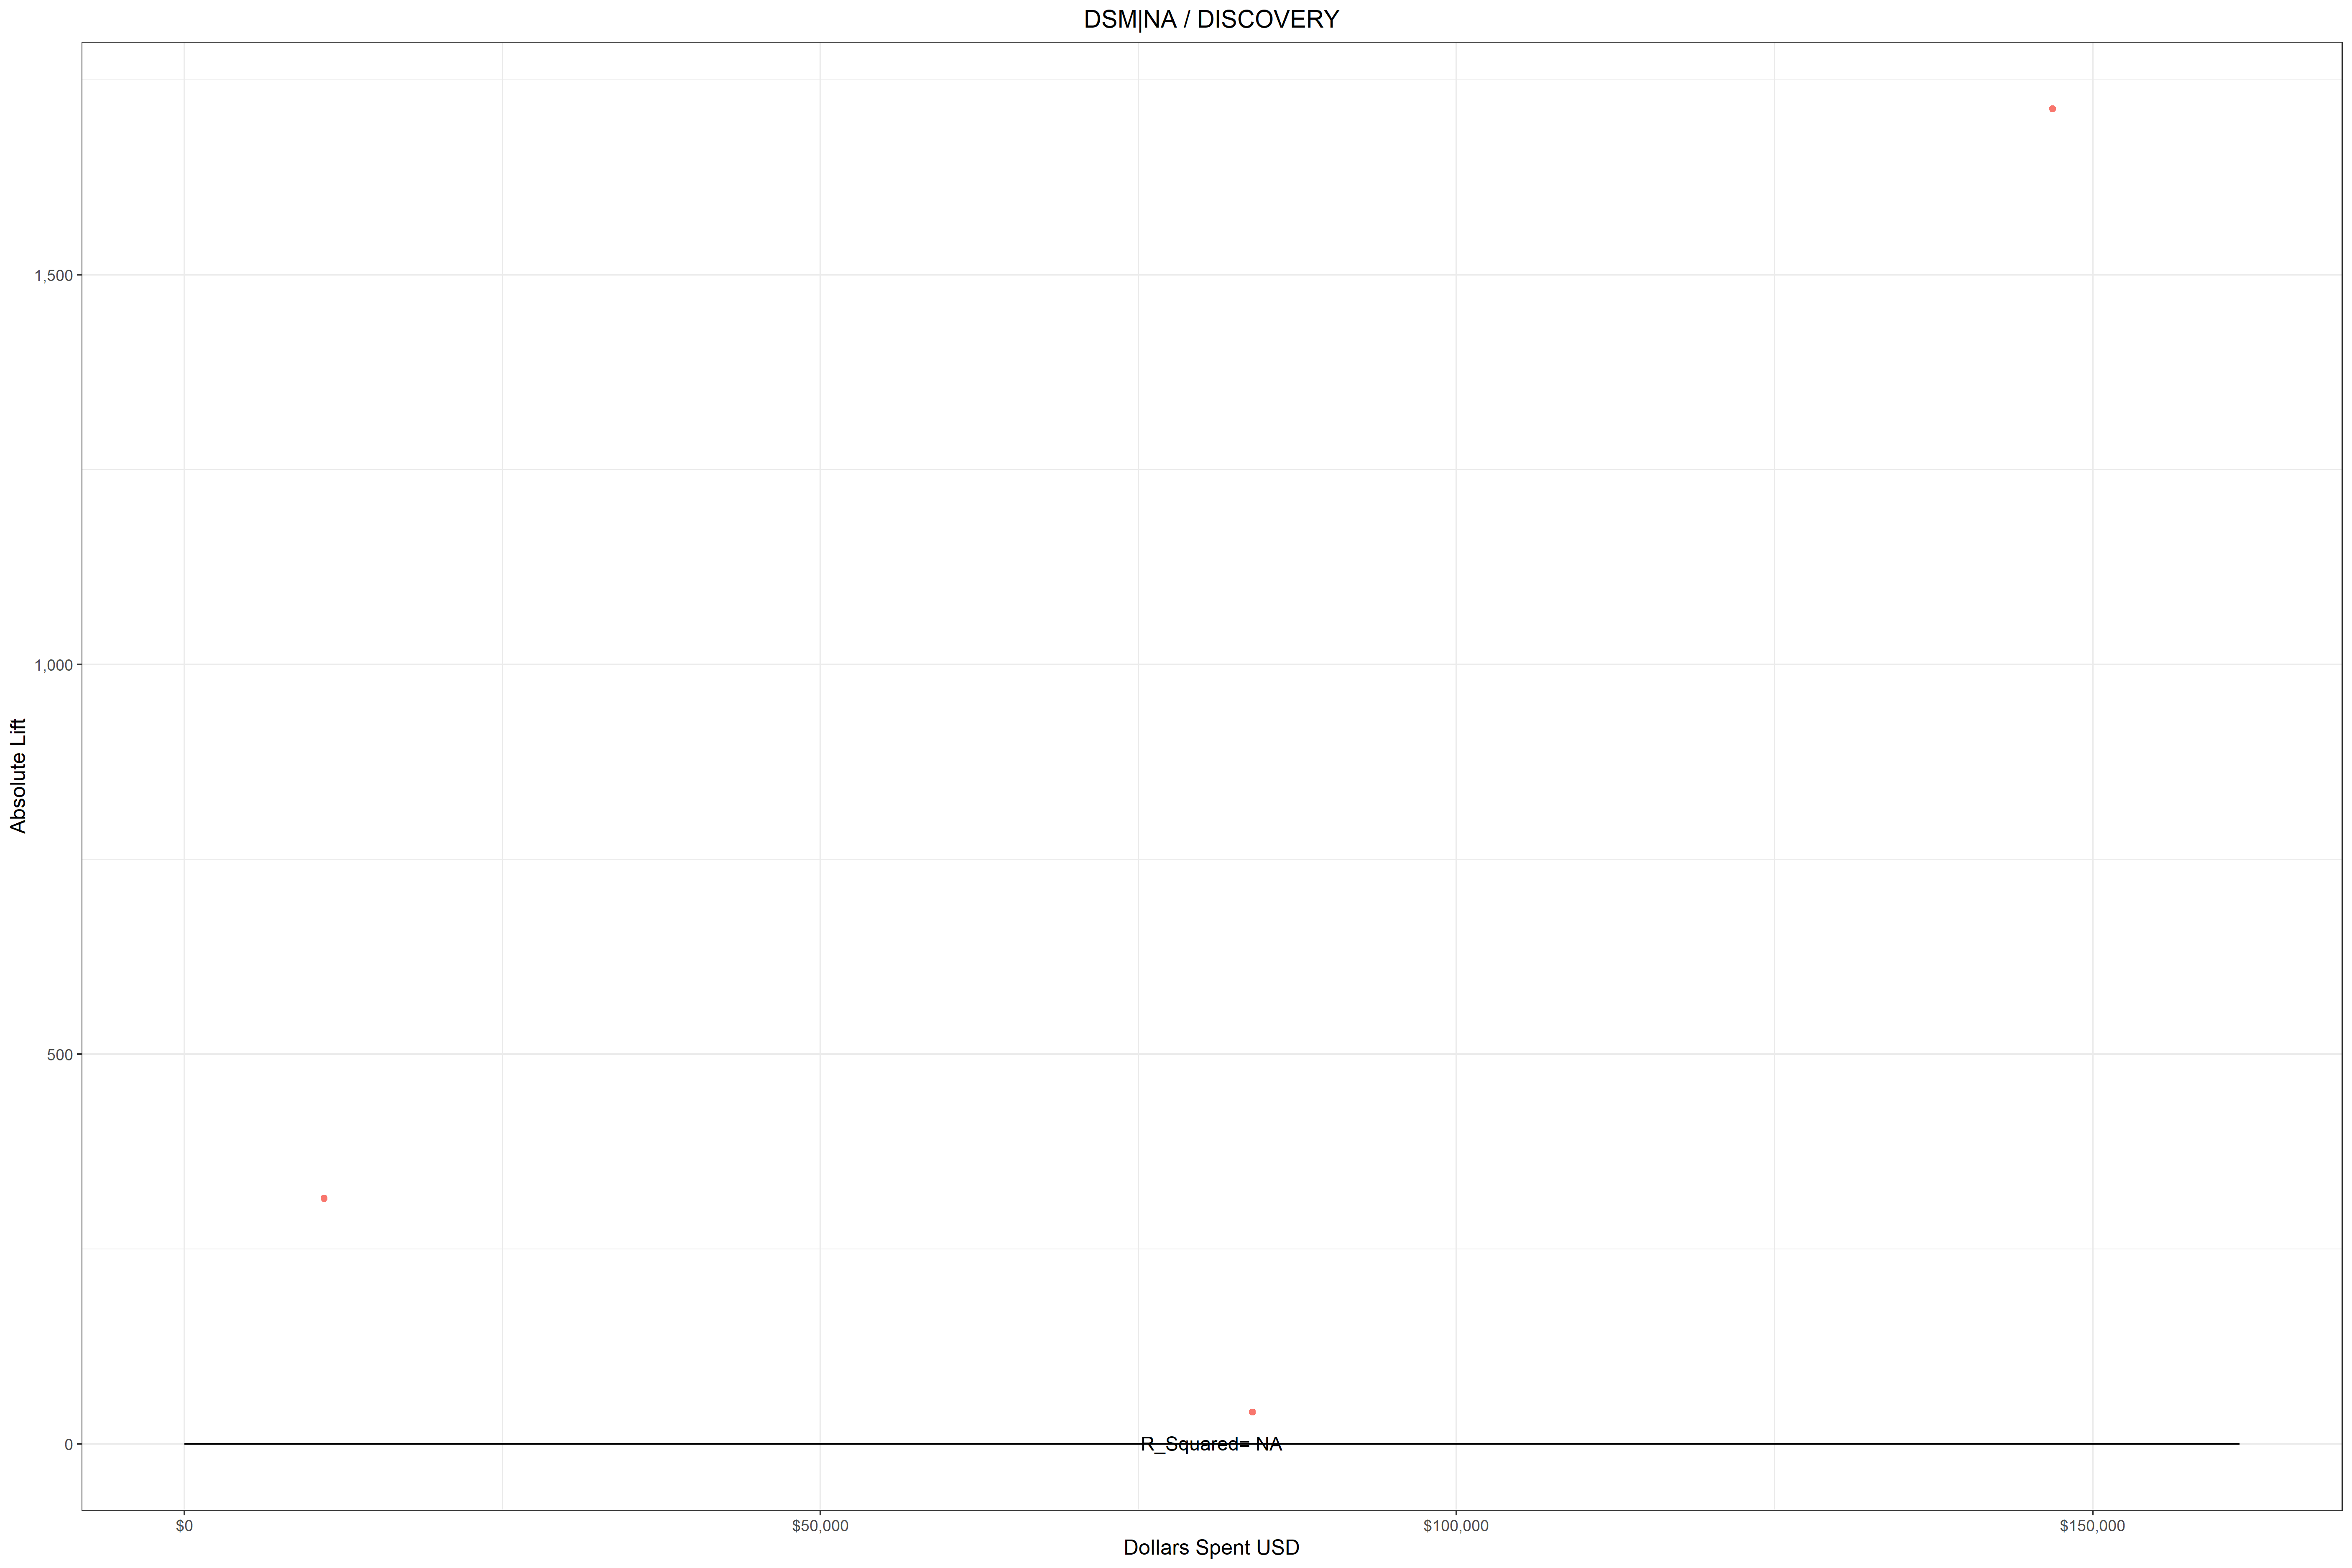 DSM|NA / DISCOVERY
Absolute Lift
1,500
1,000
500
0
R_Squared= NA
$0
$50,000
$100,000
$150,000
Dollars Spent USD